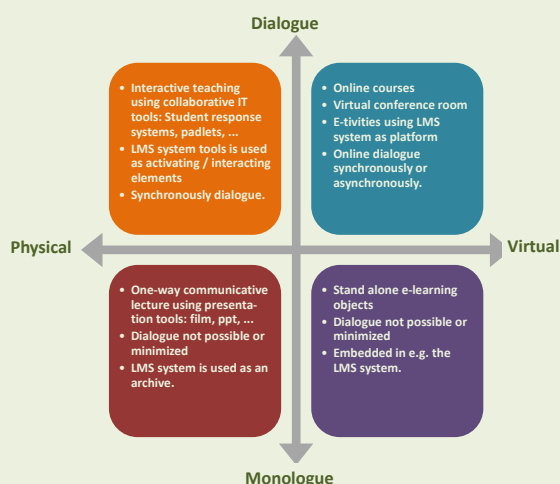 Dialogue
• Interactive teaching
using collaborative IT
tools: Student response
systems, padlets, ...
• LMS system tools is used
as activating / interacting
elements
• Synchronously dialogue.
• Online courses
• Virtual conference room
• E-tivities using LMS
system as platform
• Online dialogue
synchronously or
asynchronously.
Physical
Virtual
• One-way communicative
lecture using presenta-
tion tools: film, ppt, ...
• Dialogue not possible or
minimized
• LMS system is used as an
archive.
• Stand alone e-learning
objects
• Dialogue not possible or
minimized
• Embedded in e.g. the
LMS system.
Monologue